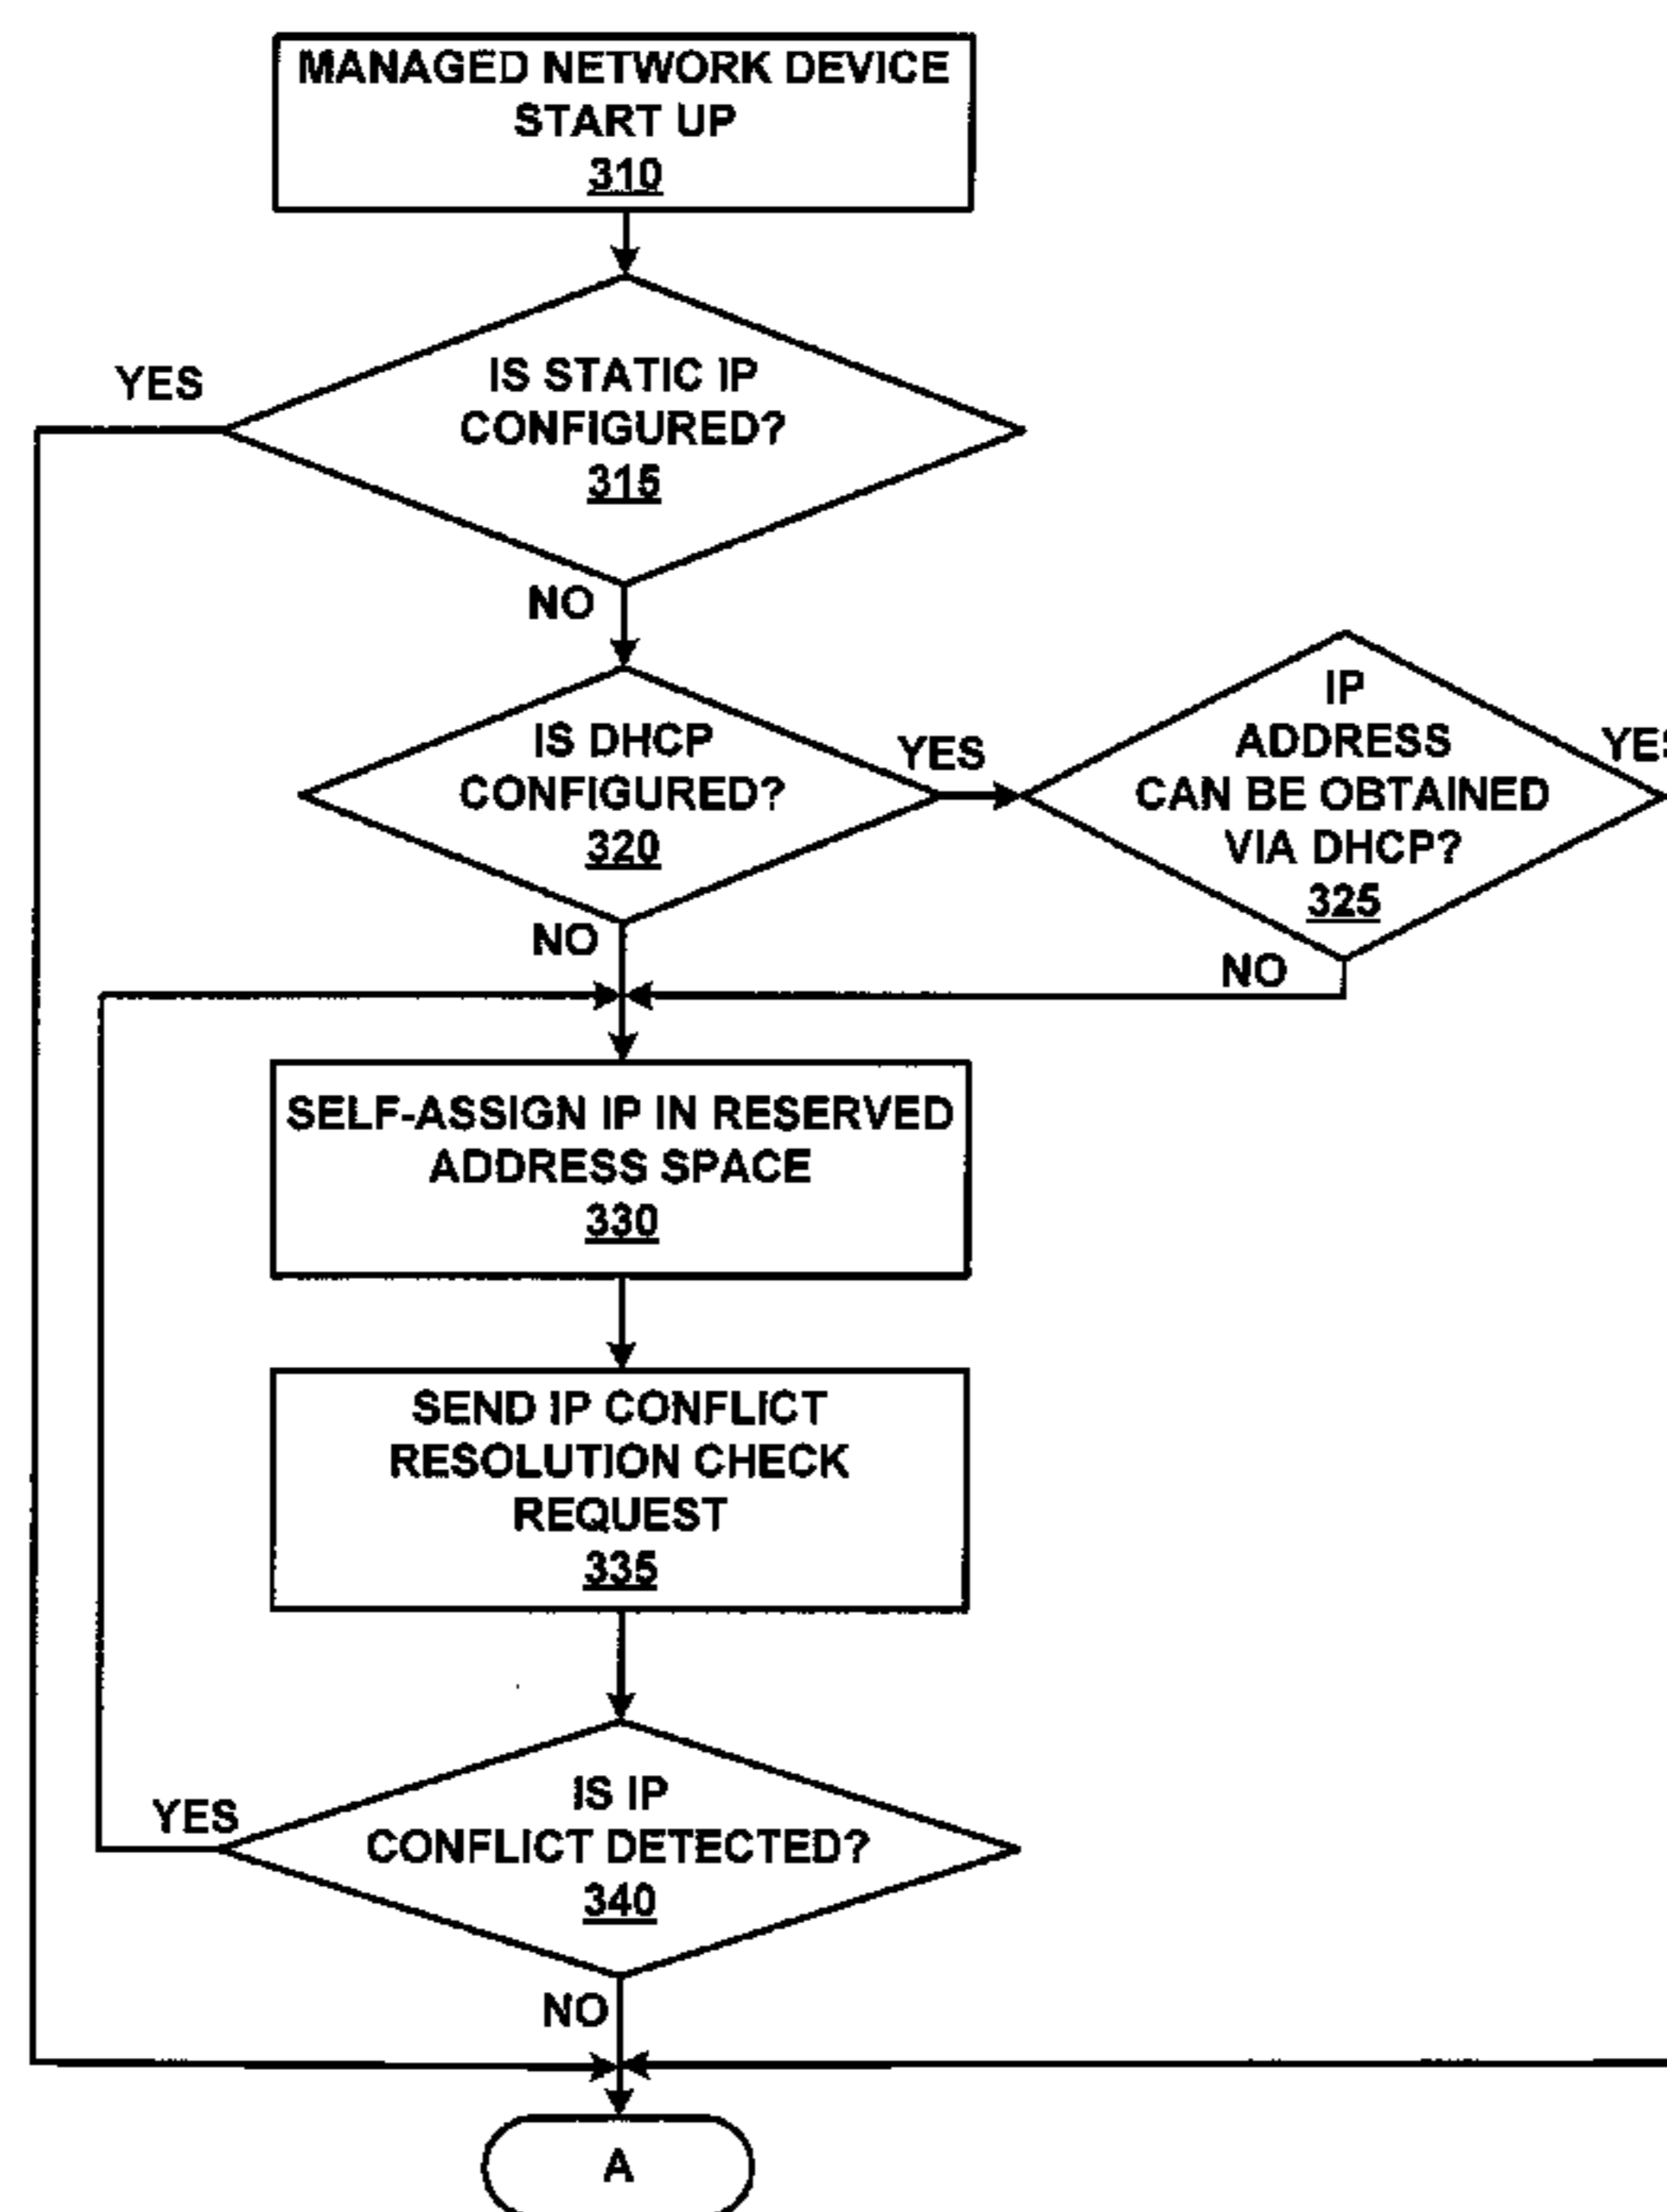 MANAGED NETWORK DEVICE
START UP
310
IS STATIC IP
CONFIGURED?
315
YES
NO
IS DHCP
CONFIGURED?
320
YES
NO
IP
ADDRESS
CAN BE OBTAINED
VIA DHCP?
325
YES
NO
SELF-ASSIGN IP IN RESERVED
ADDRESS SPACE
330
SEND IP CONFLICT
RESOLUTION CHECK
REQUEST
335
IS IP
CONFLICT DETECTED?
340
YES
NO
A